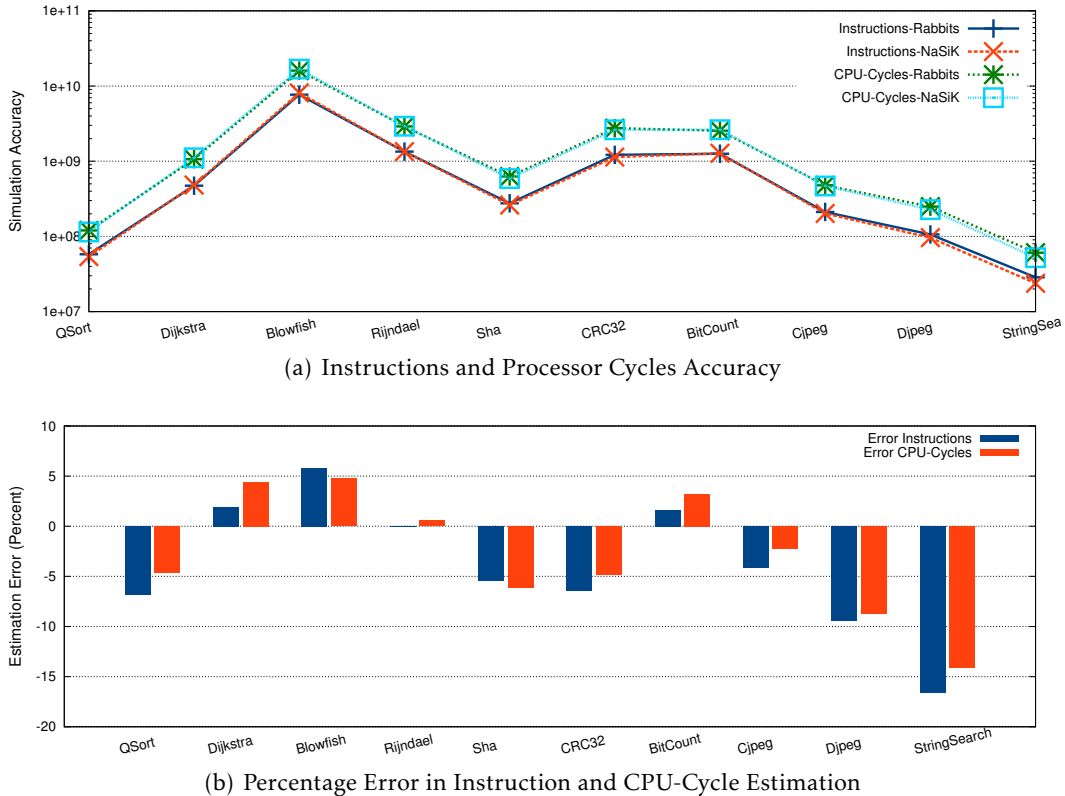 1e+11
1e+10
1e+09
1e+08
1e+07
Simulation Accuracy
Instructions-Rabbits
Instructions-NaSiK
CPU-Cycles-Rabbits
CPU-Cycles-NaSiK
QSort Dijkstra Blowfish Rijndael Sha CRC32 BitCount Cjpeg Djpeg StringSea
(a) Instructions and Processor Cycles Accuracy
10
5
0
-5
-10
-15
-20
Estimation Error (Percent)
Error Instructions
Error CPU-Cycles
QSort Dijkstra Blowfish Rijndael Sha CRC32 BitCount Cjpeg Djpeg StringSearch
(b) Percentage Error in Instruction and CPU-Cycle Estimation